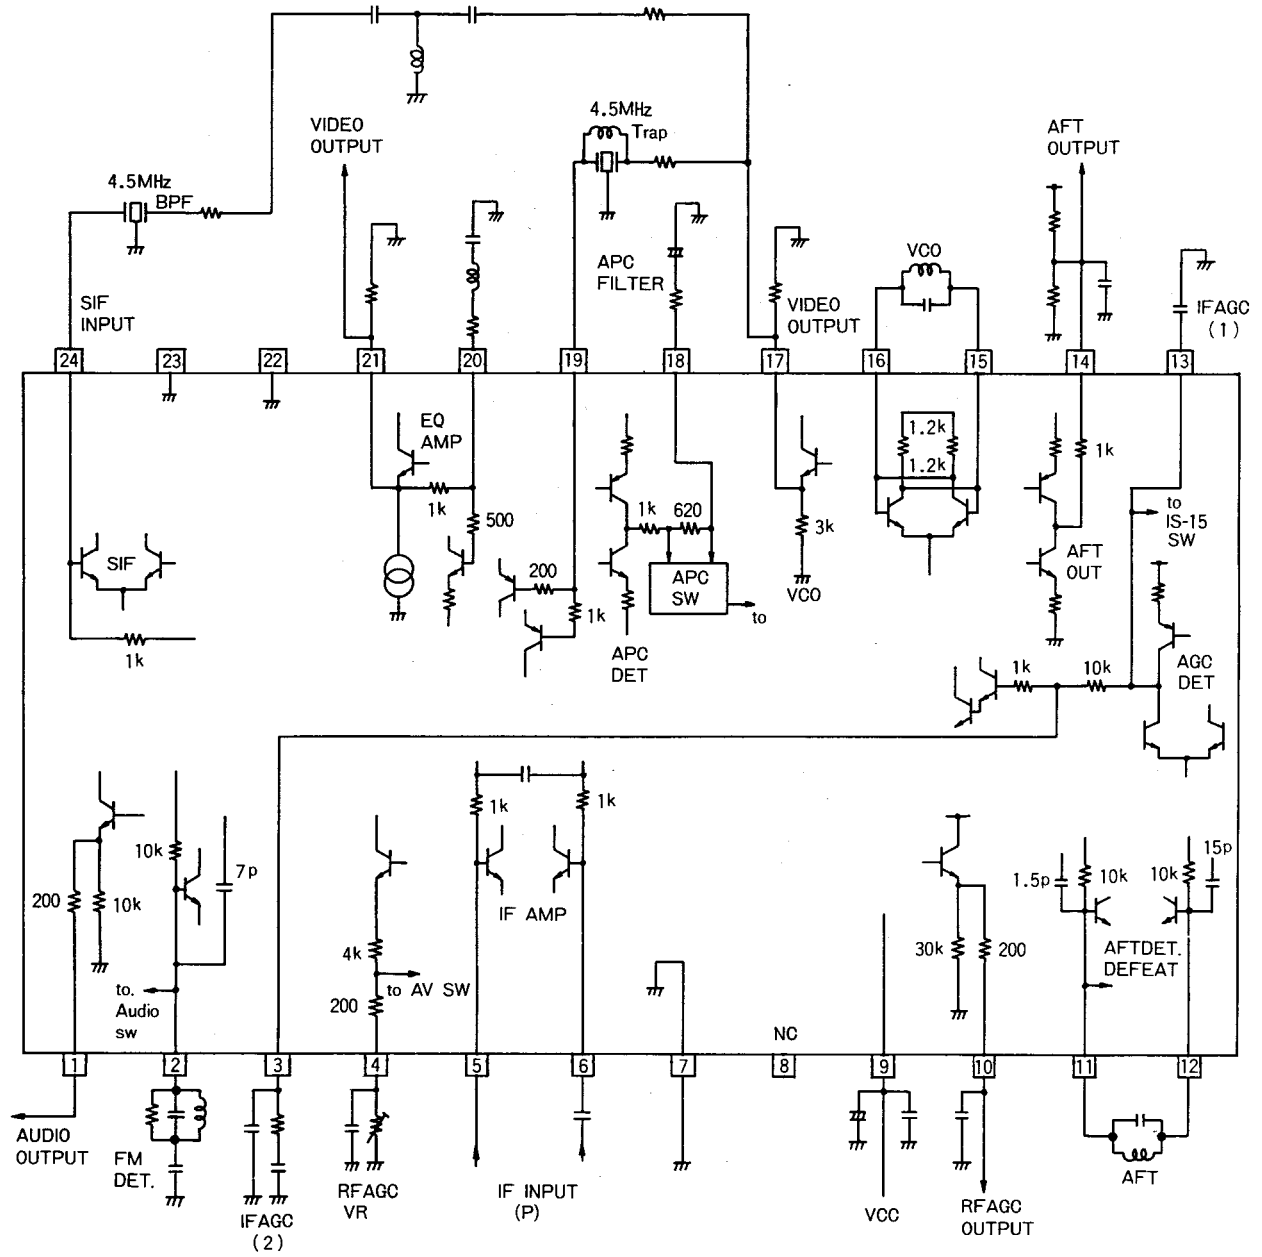 4.5MHz
Trap
VIDEO
OUTPUT
AFT
OUTPUT
4.5MHz
BPF
SIF
INPUT
APC
FILTER
VCO
VIDEO
OUTPUT
IFAGC
(1)
24
23
22
21
20
19
18
17
16
15
14
13
EQ
AMP
1k
500
SIF
1k
200
1k
1k
620
APC
SW
to
APC
DET
3k
VCO
1.2k
1.2k
1k
AFT
OUT
to
IS-15
SW
1k
10k
AGC
DET
200
10k
10k
7p
to.
Audio
sw
4k
200
to AV SW
1k
1k
IF AMP
NC
30k
200
1.5p
10k
10k
15p
AFTDET.
DEFEAT
1
2
3
4
5
6
7
8
9
10
11
12
AUDIO
OUTPUT
FM
DET.
IFAGC
(2)
RFAGC
VR
IF INPUT
(P)
VCC
RFAGC
OUTPUT
AFT